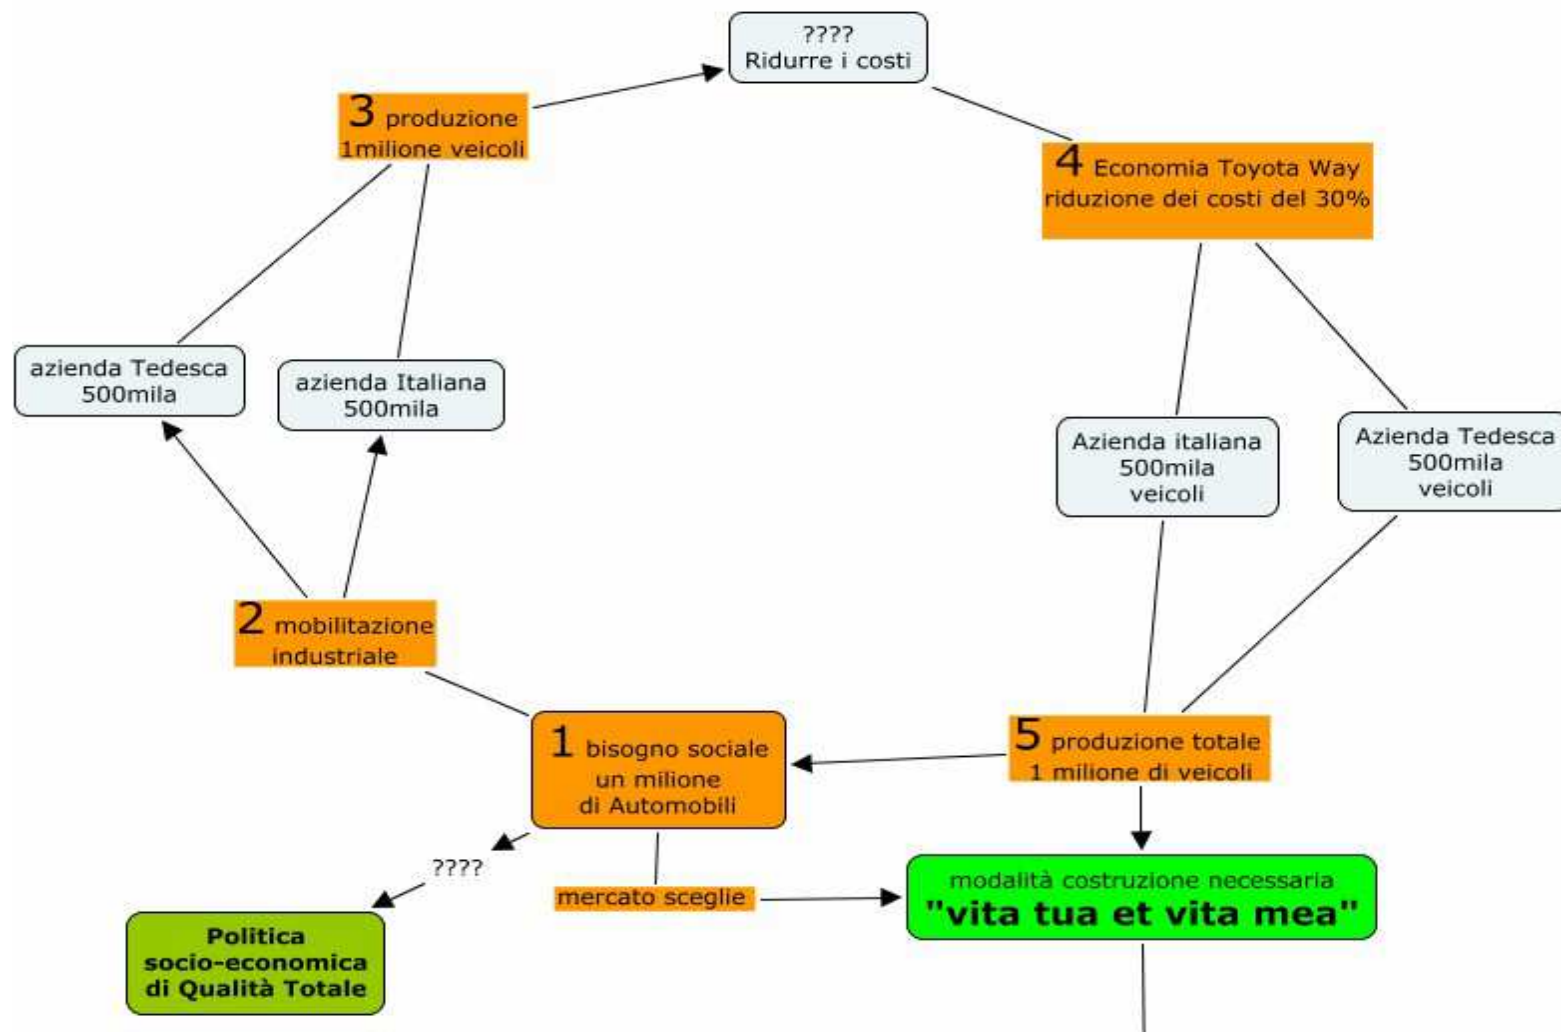 ????
Ridurre i costi
3 produzione
1milione veicoli
4 Economia Toyota Way
riduzione dei costi del 30%
azienda Tedesca
500mila
azienda Italiana
500mila
Azienda italiana
500mila
veicoli
Azienda Tedesca
500mila
veicoli
2 mobilitazione
industriale
1 bisogno sociale
un milione
di Automobili
5 produzione totale
1 milione di veicoli
????
mercato sceglie
modalità costruzione necessaria
"vita tua et vita mea"
Politica
socio-economica
di Qualità Totale